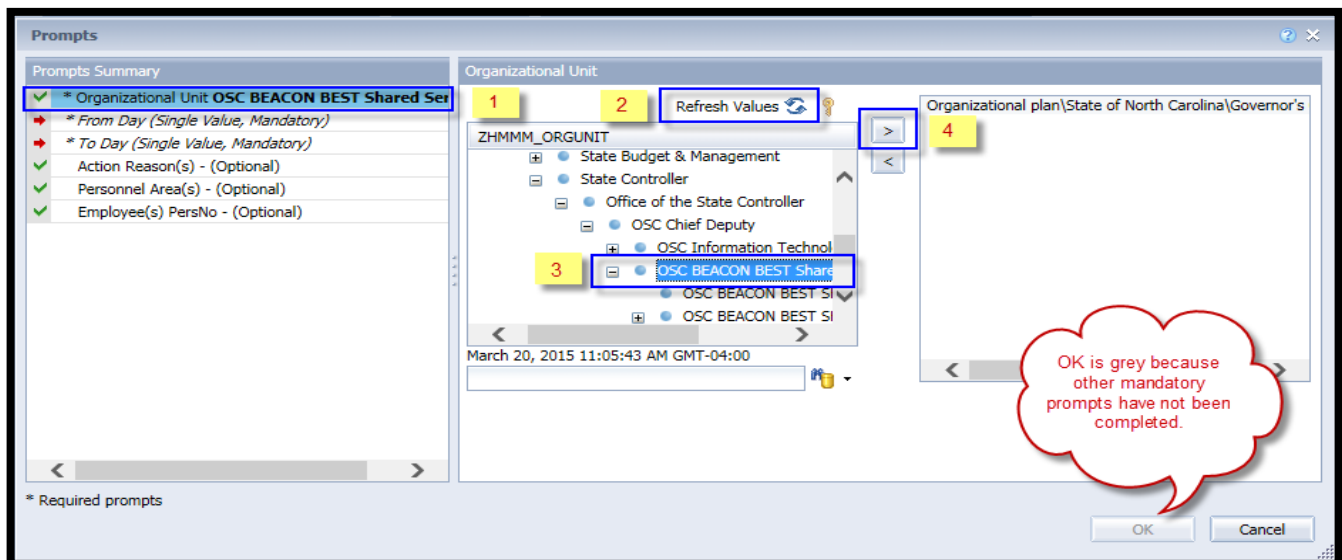 Prompts
Prompts Summary
* Organizational Unit OSC BEACON BEST Shared Ser
* From Day (Single Value, Mandatory)
* To Day (Single Value, Mandatory)
Action Reason(s) - (Optional)
Personnel Area(s) - (Optional)
Employee(s) PersNo - (Optional)
Organizational Unit
1
2
Refresh Values
ZHMMM_ORGUNIT
State Budget & Management
State Controller
Office of the State Controller
OSC Chief Deputy
OSC Information Technol
3
OSC BEACON BEST Share
OSC BEACON BEST S
OSC BEACON BEST SI
March 20, 2015 11:05:43 AM GMT-04:00
>
<
4
Organizational plan\State of North Carolina\Governor's
OK is grey because
other mandatory
prompts have not been
completed.
* Required prompts
OK
Cancel